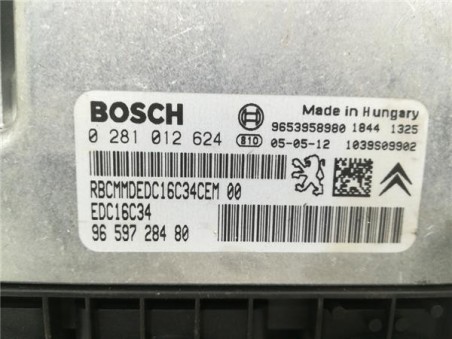 BOSCH
Made in Hungary
9653958980 1844 1325
0 281 012 624 810 05-05-12 1039S09902
RBCMMDEDC16C34CEM 00
EDC16C34
96 597 284 80